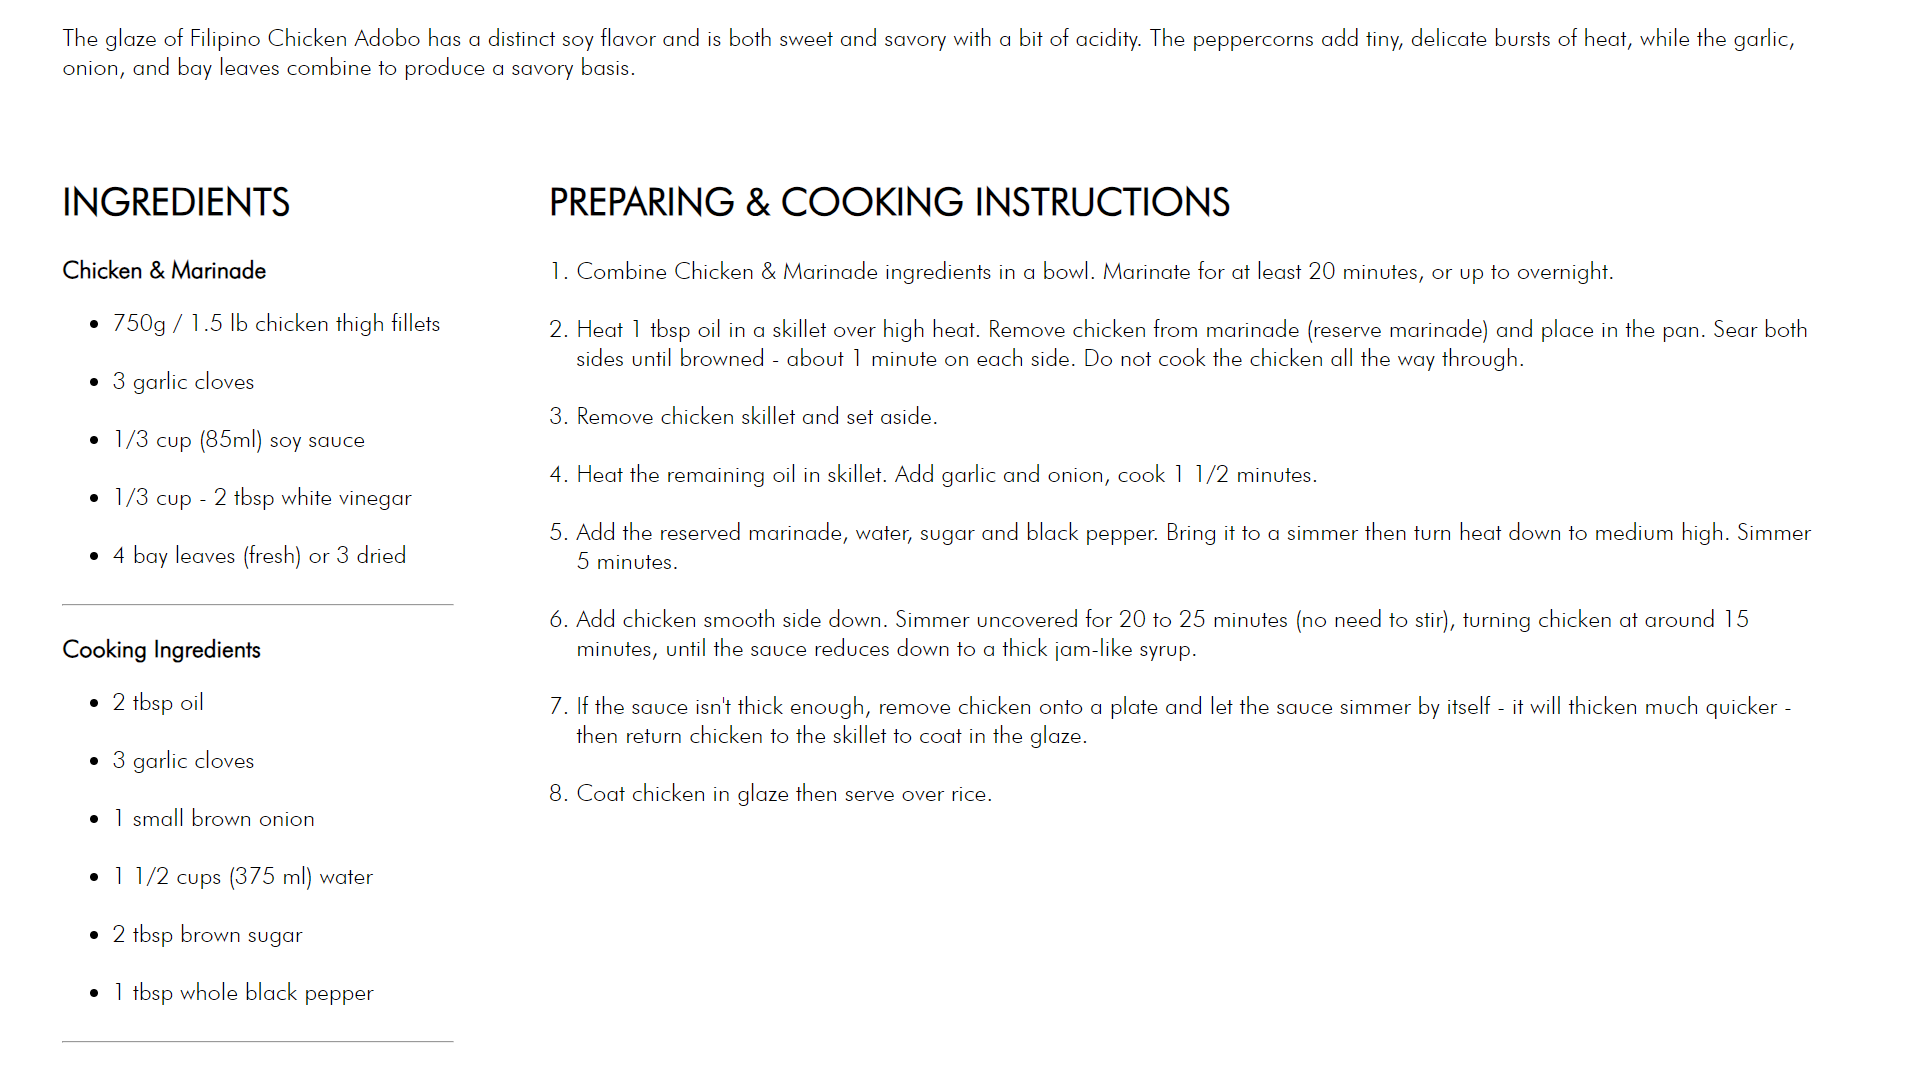 The glaze of Filipino Chicken Adobo has a distinct soy flavor and is both sweet and savory with a bit of acidity. The peppercorns add tiny, delicate bursts of heat, while the garlic,
onion, and bay leaves combine to produce a savory basis.
INGREDIENTS
Chicken & Marinade
• 750g / 1.5 lb chicken thigh fillets
• 3 garlic cloves
• 1/3 cup (85ml) soy sauce
• 1/3 cup - 2 tbsp white vinegar
• 4 bay leaves (fresh) or 3 dried
Cooking Ingredients
• 2 tbsp oil
• 3 garlic cloves
• 1 small brown onion
• 1 1/2 cups (375 ml) water
• 2 tbsp brown sugar
• 1 tbsp whole black pepper
PREPARING & COOKING INSTRUCTIONS
1. Combine Chicken & Marinade ingredients in a bowl. Marinate for at least 20 minutes, or up to overnight.
2. Heat 1 tbsp oil in a skillet over high heat. Remove chicken from marinade (reserve marinade) and place in the pan. Sear both
sides until browned - about 1 minute on each side. Do not cook the chicken all the way through.
3. Remove chicken skillet and set aside.
4. Heat the remaining oil in skillet. Add garlic and onion, cook 1 1/2 minutes.
5. Add the reserved marinade, water, sugar and black pepper. Bring it to a simmer then turn heat down to medium high. Simmer
5 minutes.
6. Add chicken smooth side down. Simmer uncovered for 20 to 25 minutes (no need to stir), turning chicken at around 15
minutes, until the sauce reduces down to a thick jam-like syrup.
7. If the sauce isn't thick enough, remove chicken onto a plate and let the sauce simmer by itself - it will thicken much quicker -
then return chicken to the skillet to coat in the glaze.
8. Coat chicken in glaze then serve over rice.